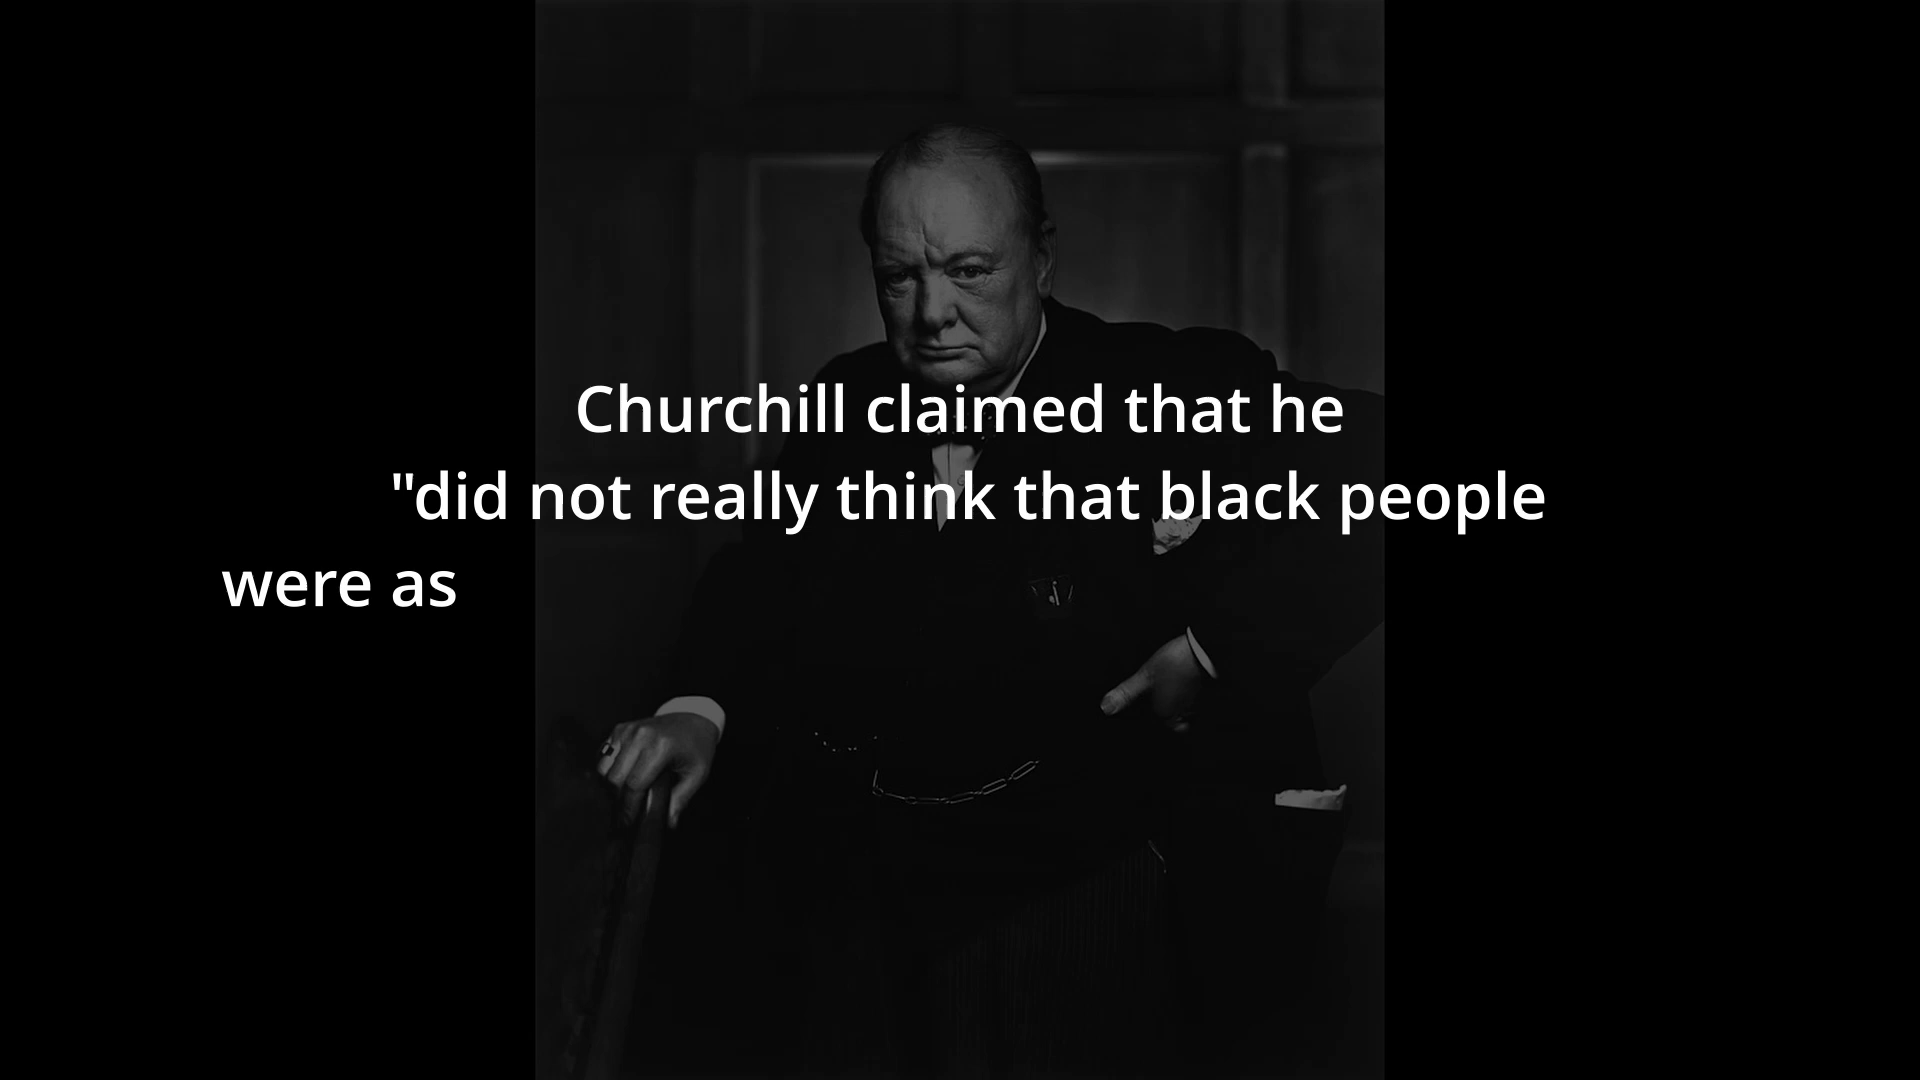 Churchill claimed that he
"did not really think that black people
were as